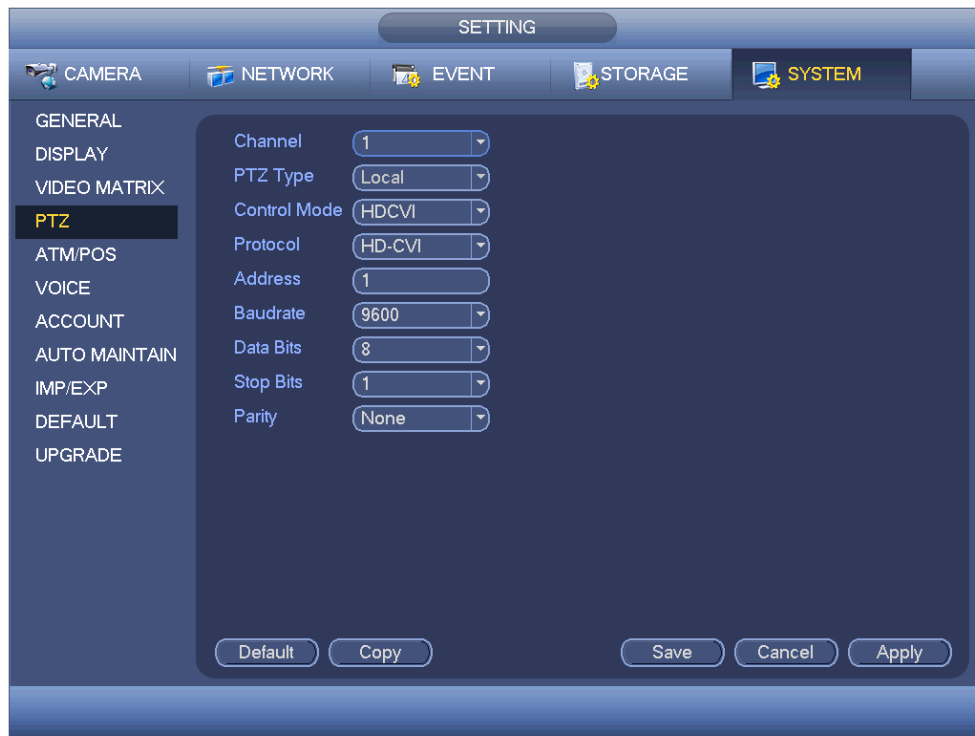 SETTING
CAMERA NETWORK EVENT STORAGE SYSTEM
GENERAL
DISPLAY
VIDEO MATRIX
PTZ
ATM/POS
VOICE
ACCOUNT
AUTO MAINTAIN
IMP/EXP
DEFAULT
UPGRADE
Channel 1
PTZ Type Local
Control Mode HDCVI
Protocol HD-CVI
Address 1
Baudrate 9600
Data Bits 8
Stop Bits 1
Parity None
Default Copy Save Cancel Apply